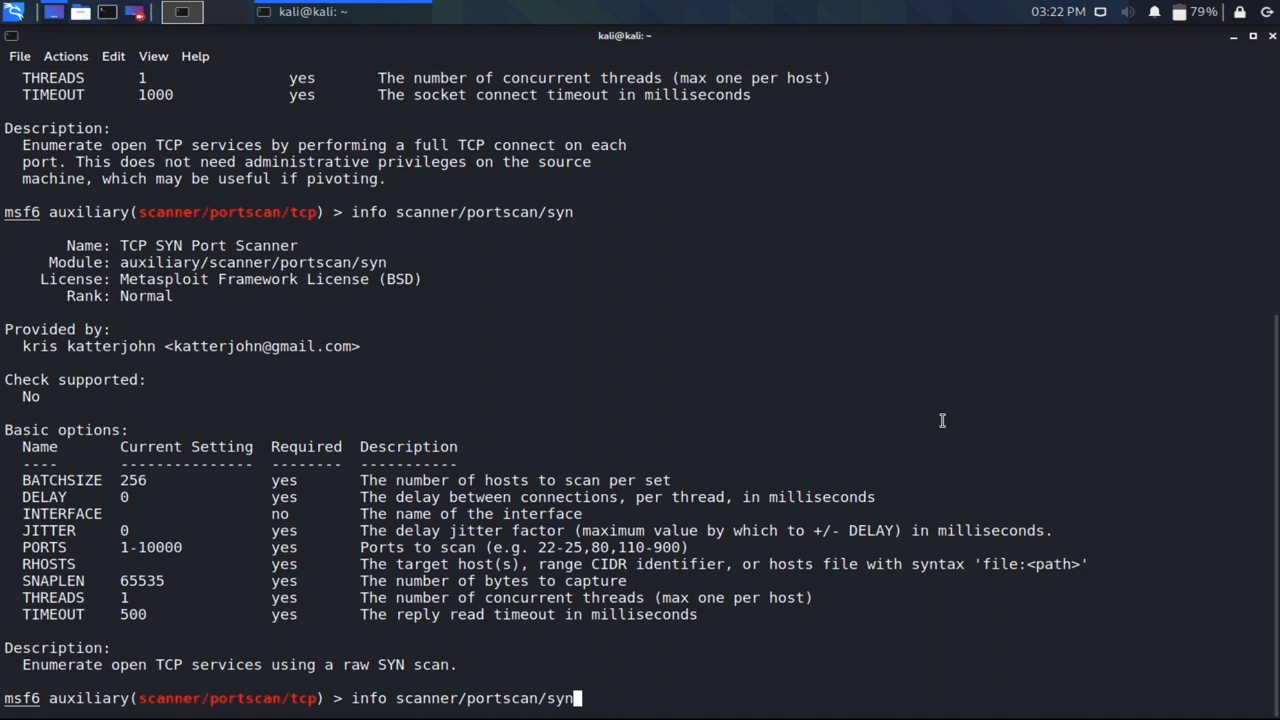 kali@kali: ~
03:22 PM
79%
kali@kali: ~
File Actions Edit View Help
THREADS 1 yes The number of concurrent threads (max one per host)
TIMEOUT 1000 yes The socket connect timeout in milliseconds
Description:
Enumerate open TCP services by performing a full TCP connect on each
port. This does not need administrative privileges on the source
machine, which may be useful if pivoting.
msf6 auxiliary(scanner/portscan/tcp) > info scanner/portscan/syn
Name: TCP SYN Port Scanner
Module: auxiliary/scanner/portscan/syn
License: Metasploit Framework License (BSD)
Rank: Normal
Provided by:
kris katterjohn <katterjohn@gmail.com>
Check supported:
No
Basic options:
Name Current Setting Required Description
---- --------------- -------- -----------
BATCHSIZE 256 yes The number of hosts to scan per set
DELAY 0 yes The delay between connections, per thread, in milliseconds
INTERFACE no The name of the interface
JITTER 0 yes The delay jitter factor (maximum value by which to +/- DELAY) in milliseconds.
PORTS 1-10000 yes Ports to scan (e.g. 22-25,80,110-900)
RHOSTS yes The target host(s), range CIDR identifier, or hosts file with syntax 'file:<path>'
SNAPLEN 65535 yes The number of bytes to capture
THREADS 1 yes The number of concurrent threads (max one per host)
TIMEOUT 500 yes The reply read timeout in milliseconds
Description:
Enumerate open TCP services using a raw SYN scan.
msf6 auxiliary(scanner/portscan/tcp) > info scanner/portscan/syn